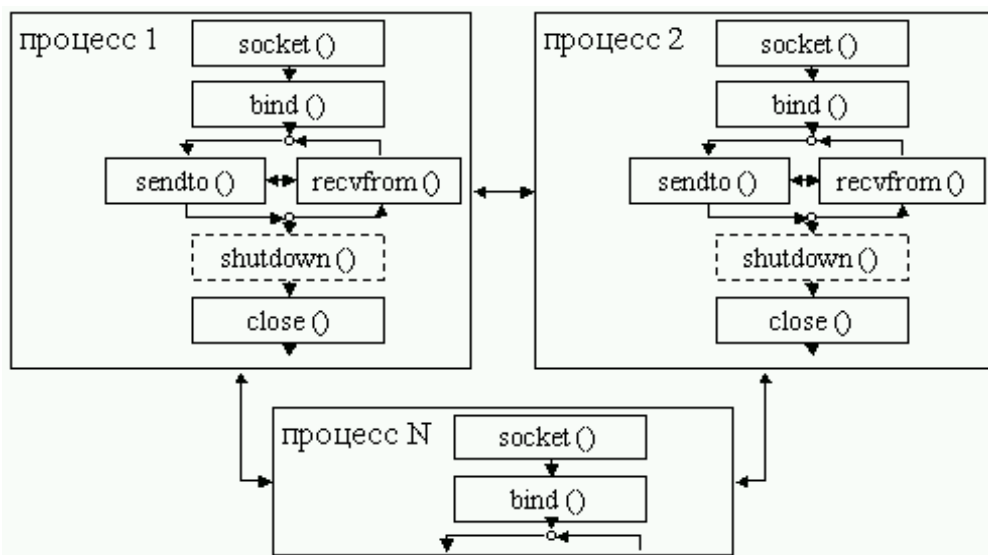 процесс 1
socket ()
bind ()
sendto ()
recvfrom ()
shutdown ()
close ()
процесс 2
socket ()
bind ()
sendto ()
recvfrom ()
shutdown ()
close ()
процесс N
socket ()
bind ()